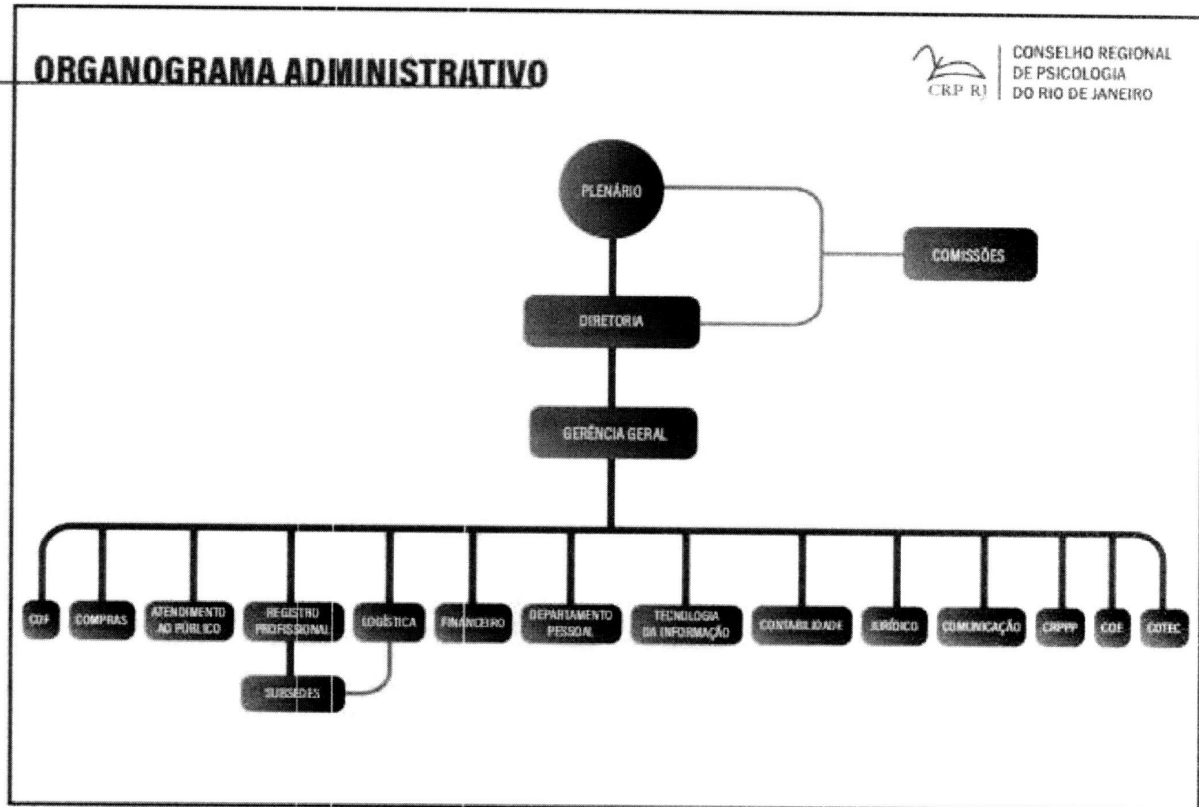 ORGANOGRAMA ADMINISTRATIVO
CRP RJ
CONSELHO REGIONAL
DE PSICOLOGIA
DO RIO DE JANEIRO
PLENÁRIO
COMISSÕES
DIRETORIA
GERÊNCIA GERAL
COF
COMPRAS
ATENDIMENTO
AO PÚBLICO
REGISTRO
PROFISSIONAL
LOGÍSTICA
FINANCEIRO
DEPARTAMENTO
PESSOAL
TECNOLOGIA
DA INFORMAÇÃO
CONTABILIDADE
JURÍDICO
COMUNICAÇÃO
CRPPP
COE
COTEC
SUBSEDES